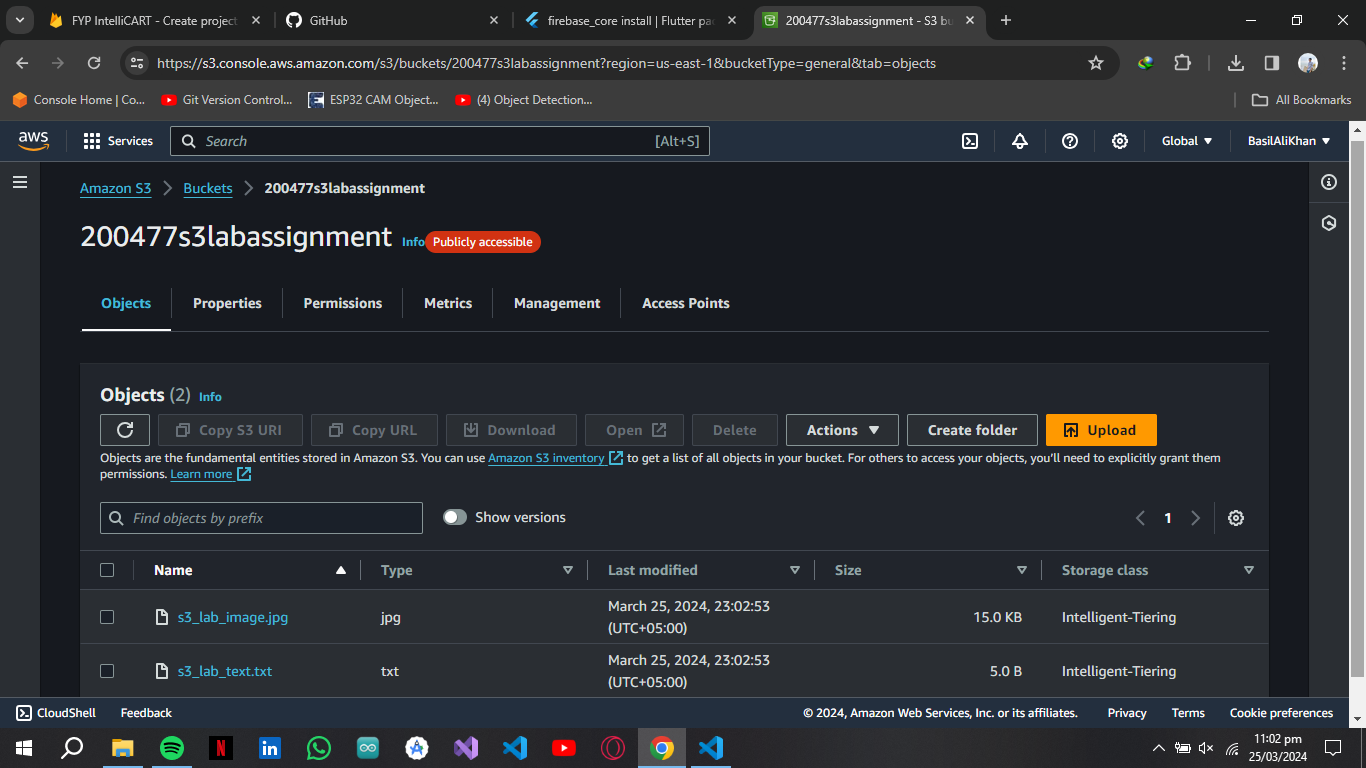 FYP IntelliCART - Create project
GitHub
firebase_core install | Flutter pac
200477s3labassignment - S3 bu
https://s3.console.aws.amazon.com/s3/buckets/200477s3labassignment?region=us-east-1&bucketType=general&tab=objects
Console Home | Co...
Git Version Control...
ESP32 CAM Object...
(4) Object Detection...
All Bookmarks
aws
Services
Search
[Alt+S]
Global
BasilAliKhan
Amazon S3
Buckets
200477s3labassignment
200477s3labassignment
Info
Publicly accessible
Objects
Properties
Permissions
Metrics
Management
Access Points
Objects (2) Info
Copy S3 URI
Copy URL
Download
Open
Delete
Actions
Create folder
Upload
Objects are the fundamental entities stored in Amazon S3. You can use Amazon S3 inventory to get a list of all objects in your bucket. For others to access your objects, you'll need to explicitly grant them
permissions. Learn more
Find objects by prefix
Show versions
1
Name
Type
Last modified
Size
Storage class
s3_lab_image.jpg
jpg
March 25, 2024, 23:02:53
(UTC+05:00)
15.0 KB
Intelligent-Tiering
s3_lab_text.txt
txt
March 25, 2024, 23:02:53
(UTC+05:00)
5.0 B
Intelligent-Tiering
CloudShell
Feedback
© 2024, Amazon Web Services, Inc. or its affiliates.
Privacy
Terms
Cookie preferences
11:02 pm
25/03/2024